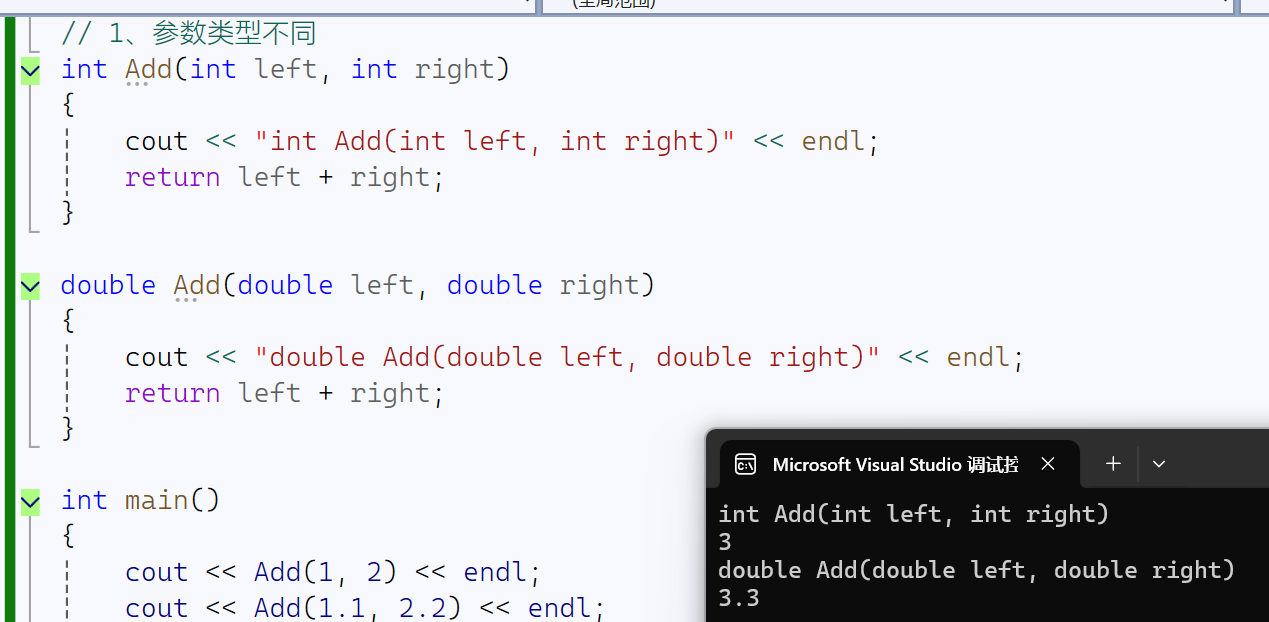 (全局范围)
// 1、参数类型不同
int Add(int left, int right)
{
cout << "int Add(int left, int right)" << endl;
return left + right;
}
double Add(double left, double right)
{
cout << "double Add(double left, double right)" << endl;
return left + right;
}
int main()
{
cout << Add(1, 2) << endl;
cout << Add(1.1, 2.2) << endl;
Microsoft Visual Studio 调试控
int Add(int left, int right)
3
double Add(double left, double right)
3.3